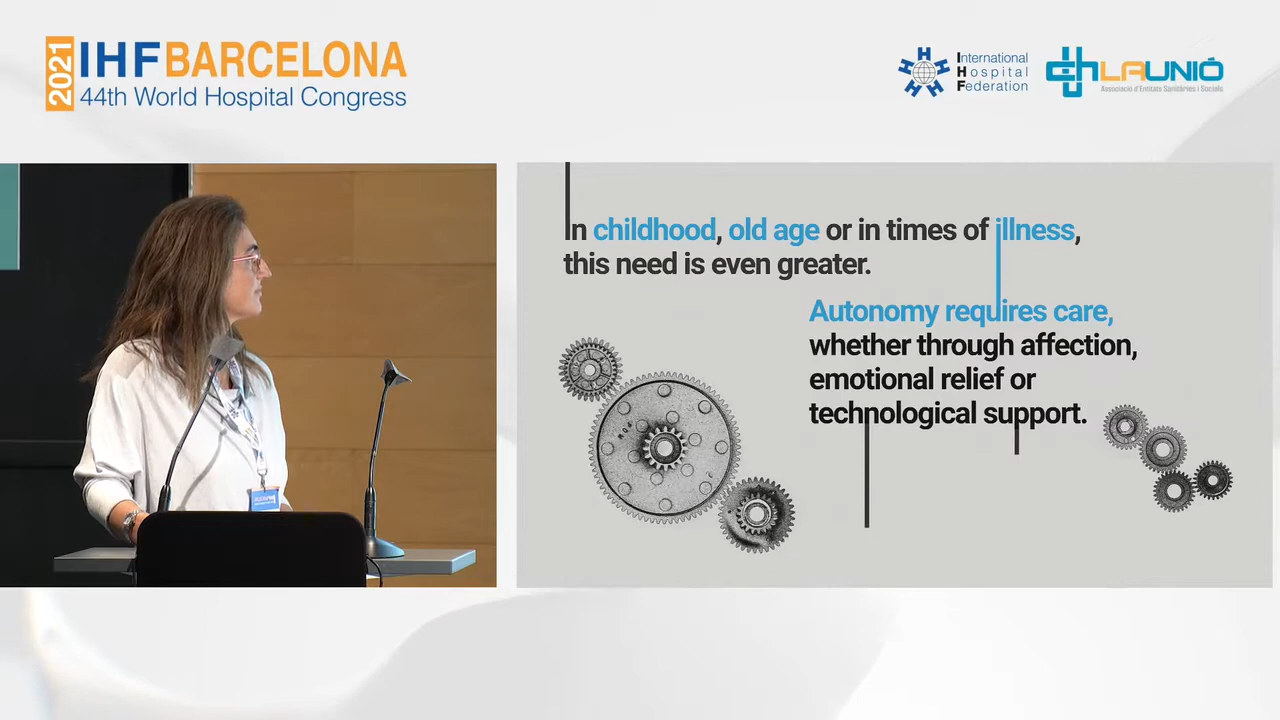 2021
IHF BARCELONA
44th World Hospital Congress
International
Hospital
Federation
LAUNIÓ
Associació d'Entitats Sanitàries i Socials
In childhood, old age or in times of illness,
this need is even greater.
Autonomy requires care,
whether through affection,
emotional relief or
technological support.